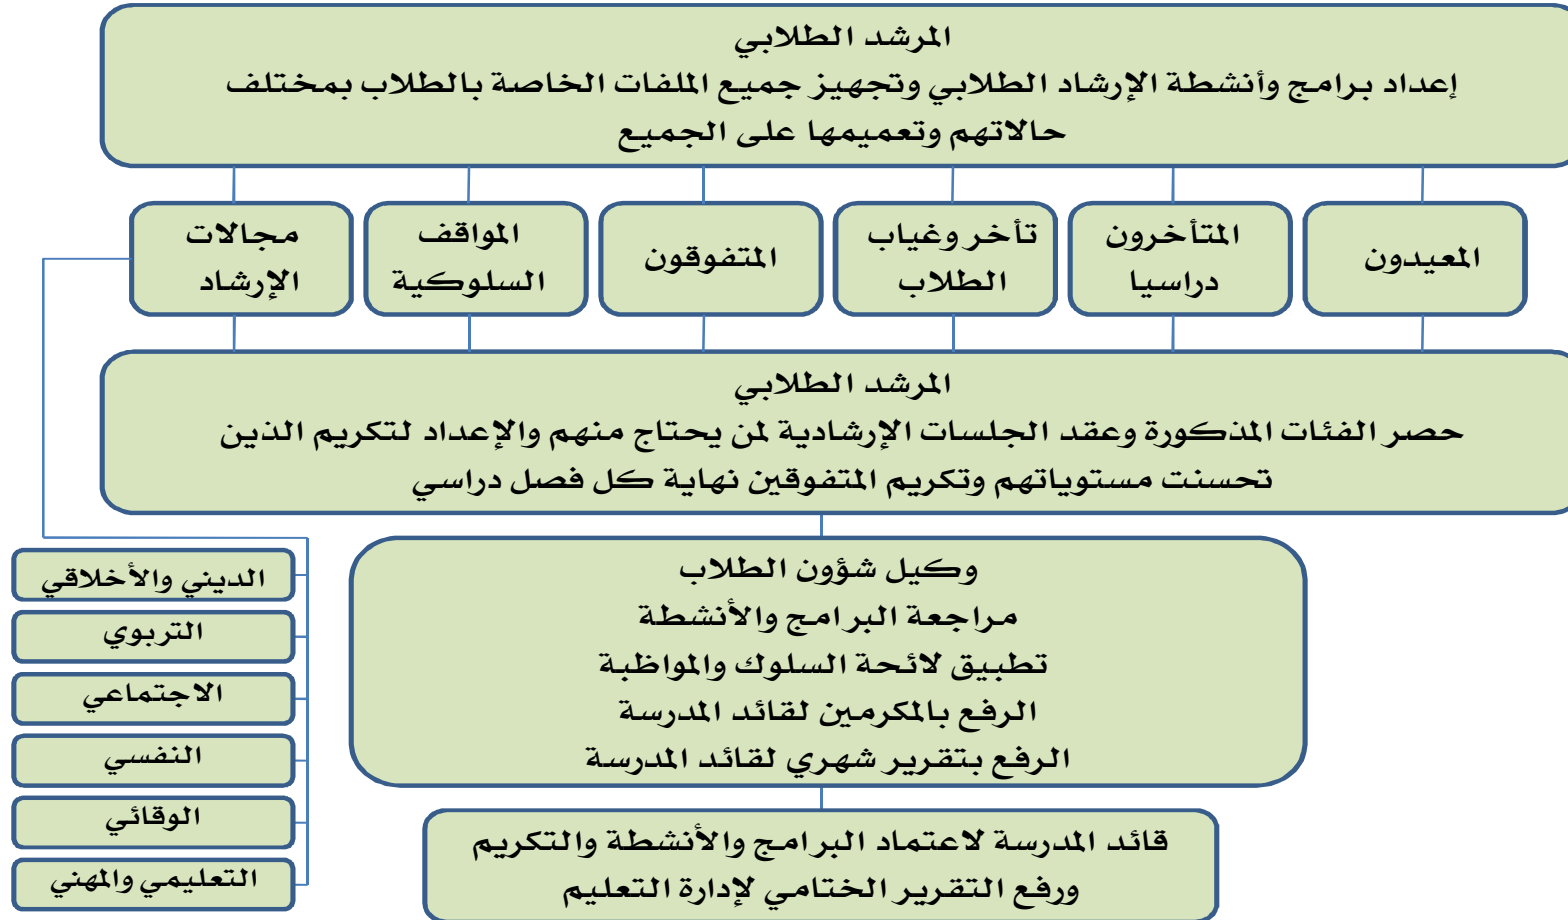 المرشد الطلابي
إعداد برامج وأنشطة الإرشاد الطلابي وتجهيز جميع الملفات الخاصة بالطلاب بمختلف
حالاتهم وتعميمها على الجميع
المعيدون
المتأخرون
دراسيا
تأخر وغياب
الطلاب
المتفوقون
المواقف
السلوكية
مجالات
الإرشاد
المرشد الطلابي
حصر الفئات المذكورة وعقد الجلسات الإرشادية لمن يحتاج منهم والإعداد لتكريم الذين
تحسنت مستوياتهم وتكريم المتفوقين نهاية كل فصل دراسي
وكيل شؤون الطلاب
مراجعة البرامج والأنشطة
تطبيق لائحة السلوك والمواظبة
الرفع بالمكرمين لقائد المدرسة
الرفع بتقرير شهري لقائد المدرسة
الديني والأخلاقي
التربوي
الاجتماعي
النفسي
الوقائي
التعليمي والمهني
قائد المدرسة لاعتماد البرامج والأنشطة والتكريم
ورفع التقرير الختامي لإدارة التعليم